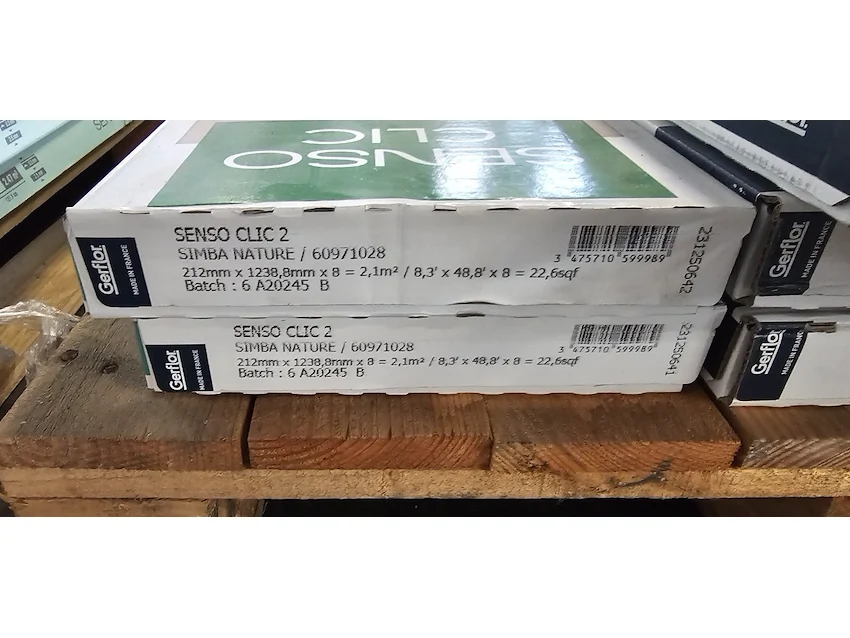 SENSO
CLIC
Gerflor
MADE IN FRANCE
SENSO CLIC 2
SIMBA NATURE / 60971028
212mm x 1238,8mm x 8 = 2,1m² / 8,3' x 48,8' x 8 = 22,6sqf
Batch : 6 A20245 B
3 475710 599989
231250642
Gerflor
MADE IN FRANCE
SENSO CLIC 2
SIMBA NATURE / 60971028
212mm x 1238,8mm x 8 = 2,1m² / 8,3' x 48,8' x 8 = 22,6sqf
Batch : 6 A20245 B
3 475710 599989
231250641
Gerflor
MADE IN FRANCE
Gerflor
MADE IN FRANC